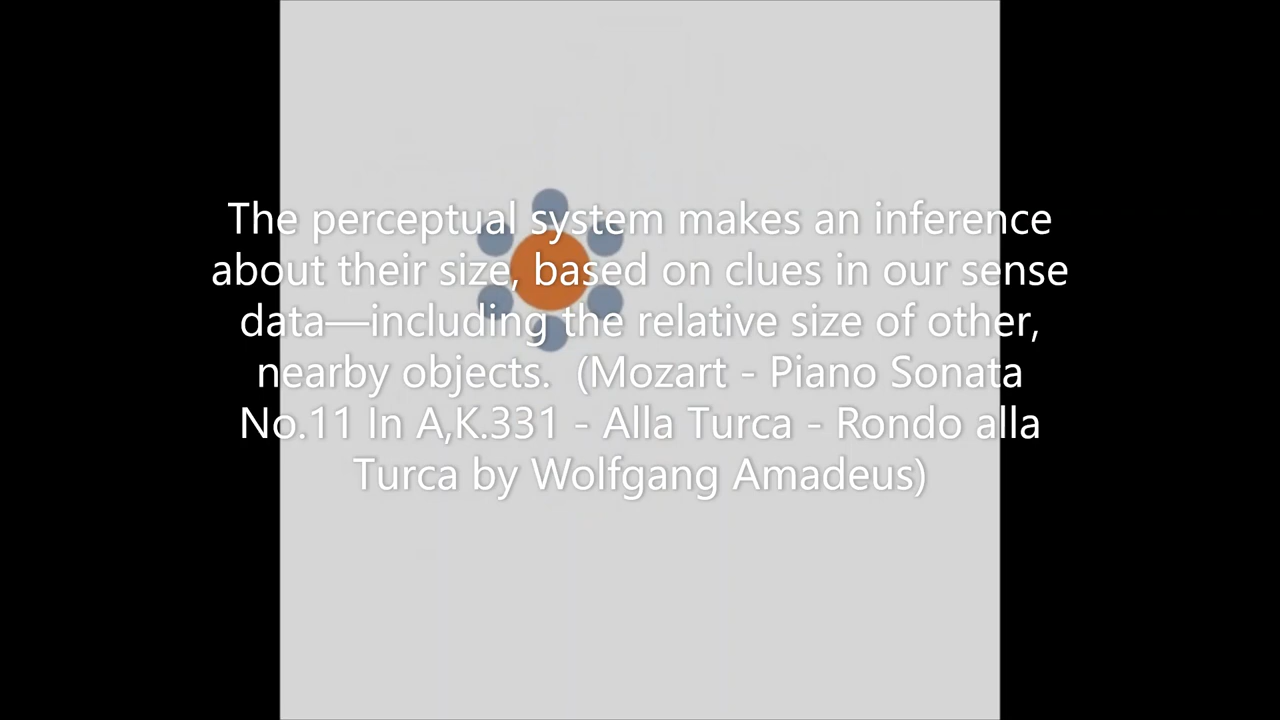 The perceptual system makes an inference
about their size, based on clues in our sense
data—including the relative size of other,
nearby objects.  (Mozart - Piano Sonata
No.11 In A,K.331 - Alla Turca - Rondo alla
Turca by Wolfgang Amadeus)